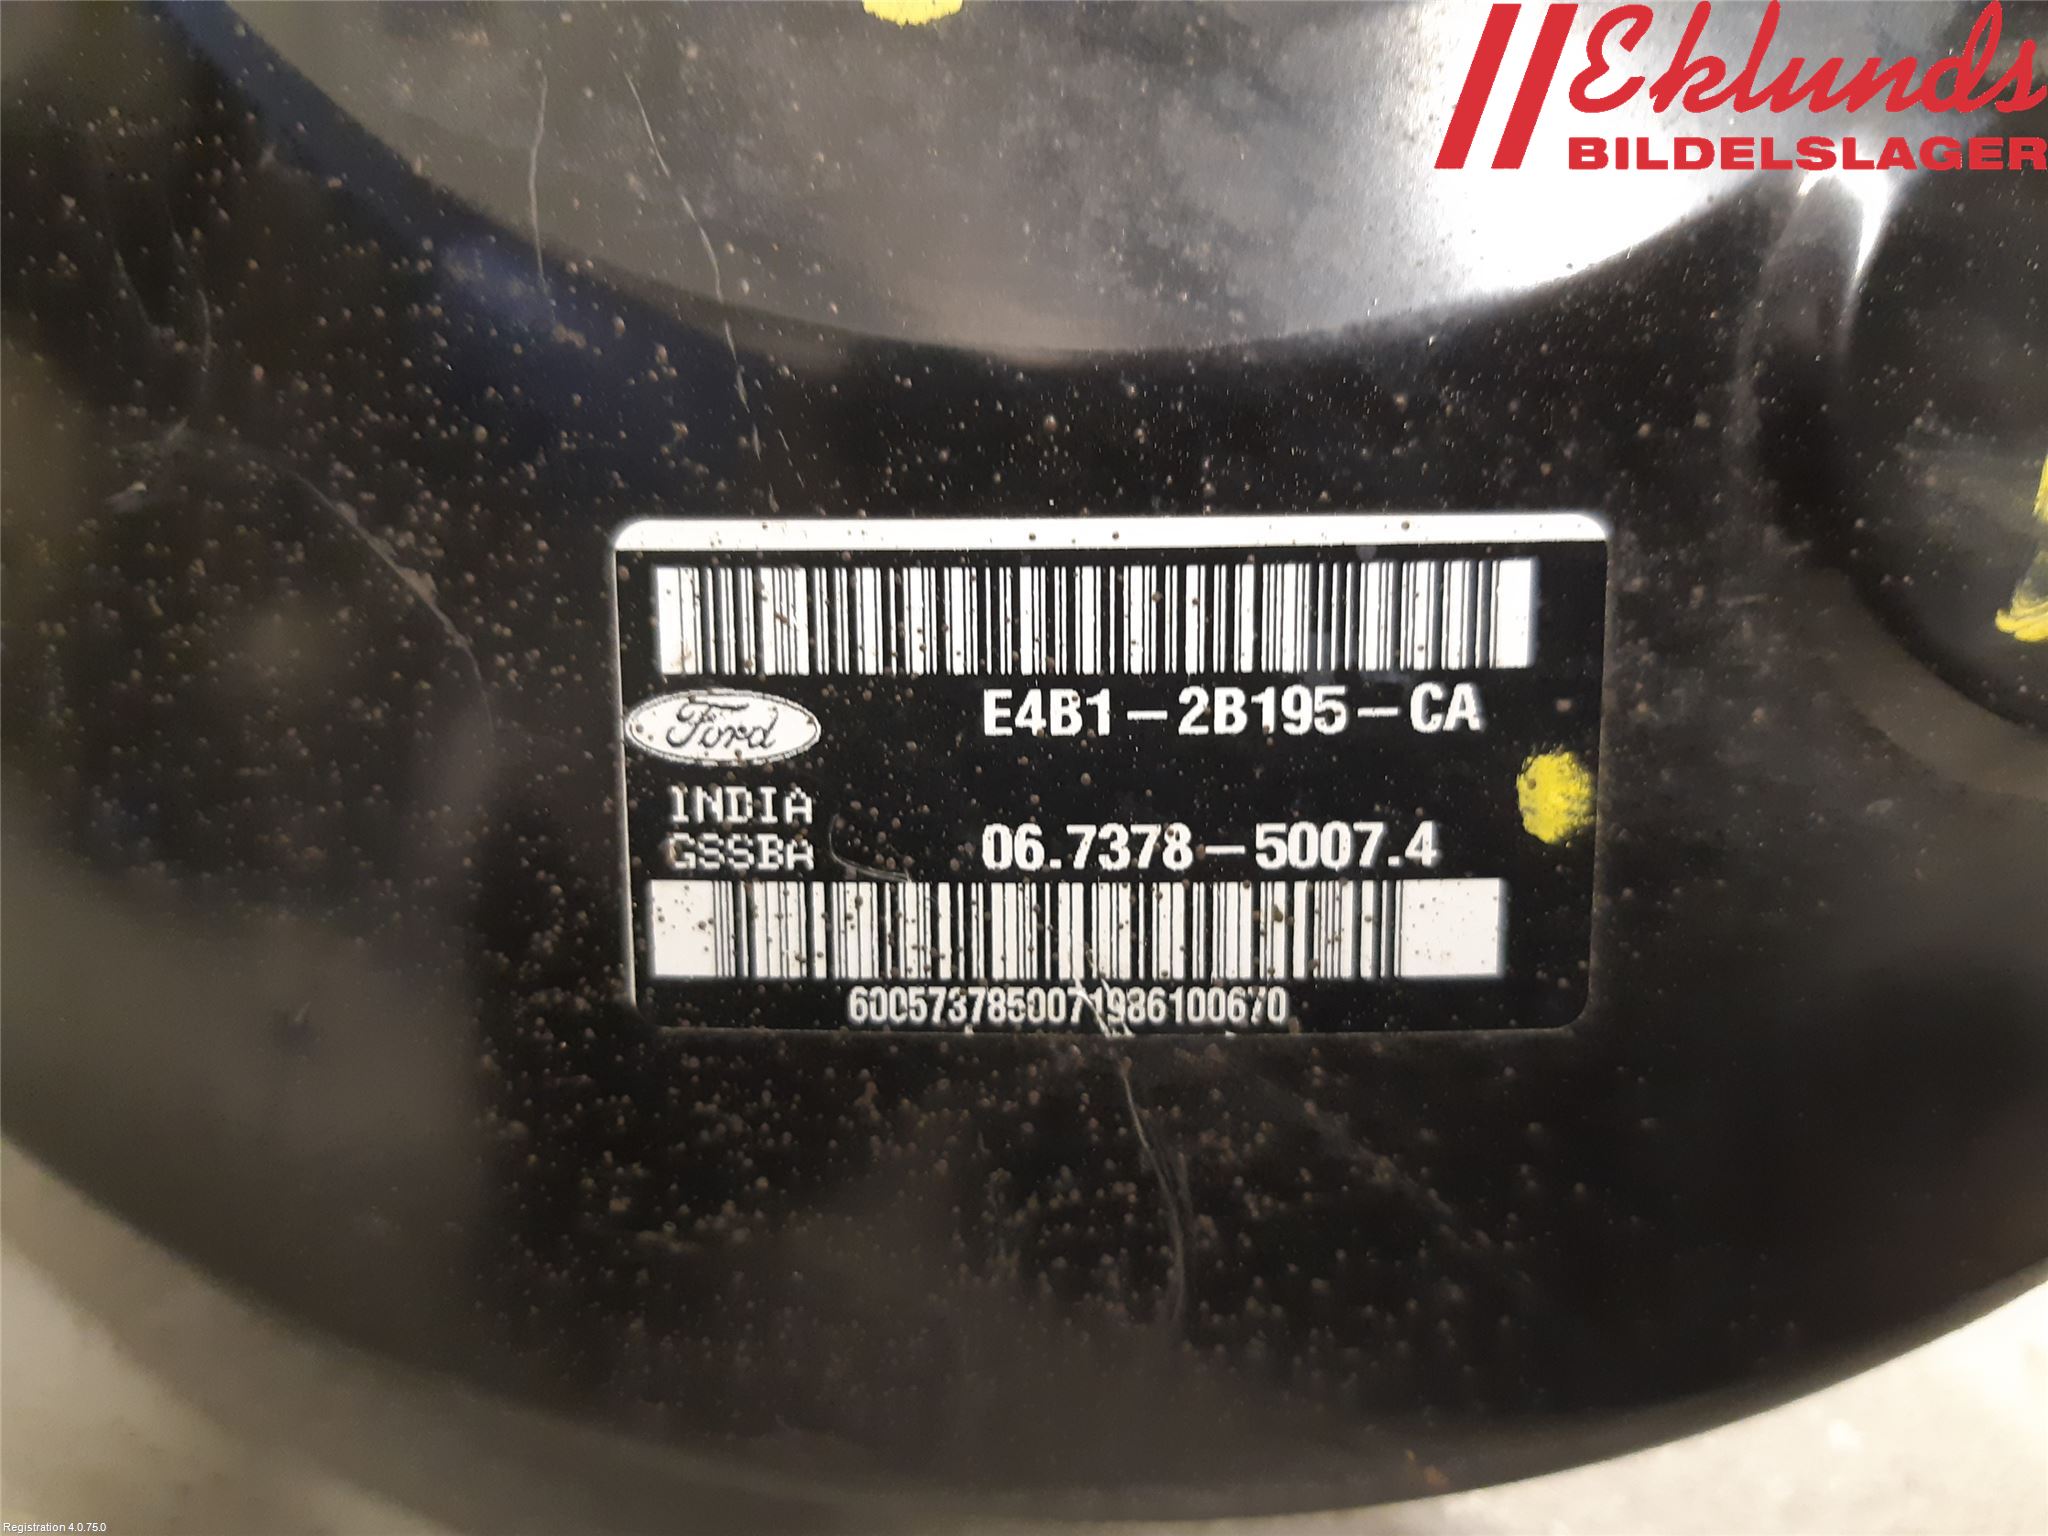 Eklunds
BILDELSLAGER
E4B1-2B195-CA
Ford
INDIA
GSSBA
06.7378-5007.4
6005737850071986100670
Registration 4.0.75.0